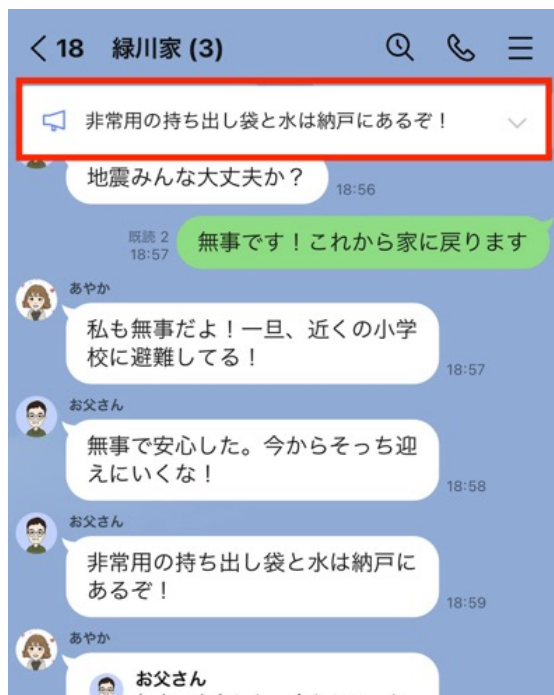 18 緑川家 (3)
非常用の持ち出し袋と水は納戸にあるぞ！
地震みんな大丈夫か？
18:56
既読 2
18:57
無事です！これから家に戻ります
あやか
私も無事だよ！一旦、近くの小学
校に避難してる！
18:57
お父さん
無事で安心した。今からそっち迎
えにいくな！
18:58
お父さん
非常用の持ち出し袋と水は納戸に
あるぞ！
18:59
あやか
お父さん